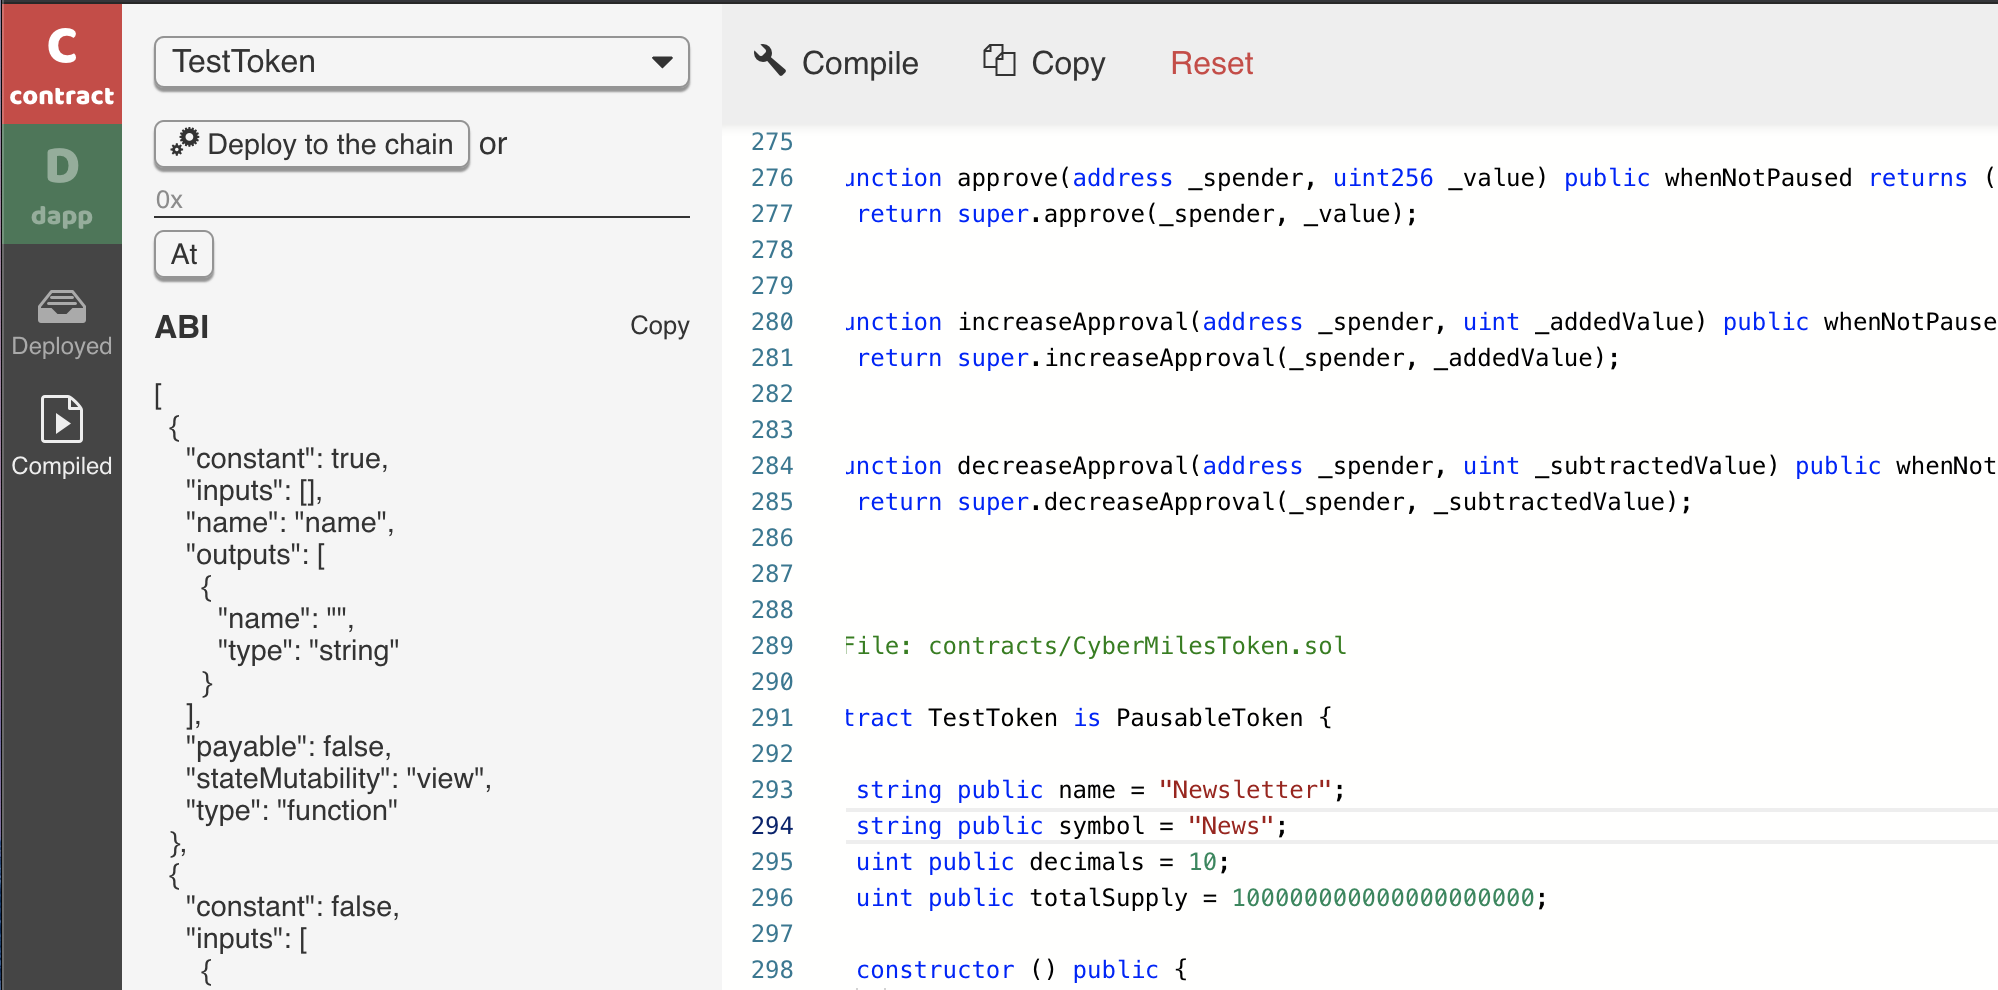 C
contract
D
dapp
Deployed
Compiled
TestToken
Deploy to the chain or
0x
At
ABI Copy
[
{
"constant": true,
"inputs": [],
"name": "name",
"outputs": [
{
"name": "",
"type": "string"
}
],
"payable": false,
"stateMutability": "view",
"type": "function"
},
{
"constant": false,
"inputs": [
{
Compile Copy Reset
275
276 unction approve(address _spender, uint256 _value) public whenNotPaused returns (
277 return super.approve(_spender, _value);
278
279
280 unction increaseApproval(address _spender, uint _addedValue) public whenNotPause
281 return super.increaseApproval(_spender, _addedValue);
282
283
284 unction decreaseApproval(address _spender, uint _subtractedValue) public whenNot
285 return super.decreaseApproval(_spender, _subtractedValue);
286
287
288
289 File: contracts/CyberMilesToken.sol
290
291 tract TestToken is PausableToken {
292
293 string public name = "Newsletter";
294 string public symbol = "News";
295 uint public decimals = 10;
296 uint public totalSupply = 100000000000000000000;
297
298 constructor () public {